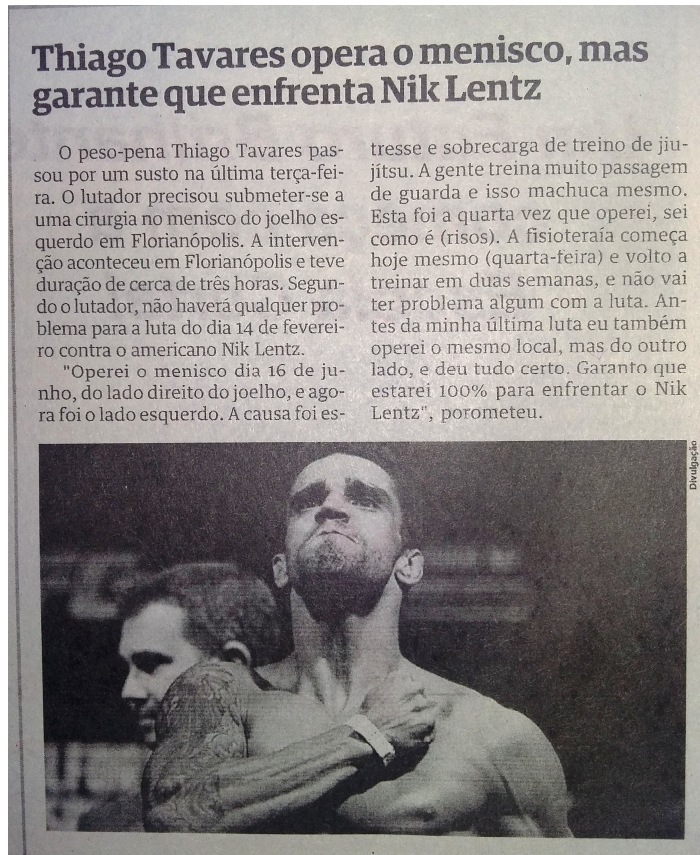 Thiago Tavares opera o menisco, mas
garante que enfrenta Nik Lentz
O peso-pena Thiago Tavares pas-
sou por um susto na última terça-fei-
ra. O lutador precisou submeter-se a
uma cirurgia no menisco do joelho es-
querdo em Florianópolis. A interven-
ção aconteceu em Florianópolis e teve
duração de cerca de três horas. Segun-
do o lutador, não haverá qualquer pro-
blema para a luta do dia 14 de feverei-
ro contra o americano Nik Lentz.
"Operei o menisco dia 16 de ju-
nho, do lado direito do joelho, e ago-
ra foi o lado esquerdo. A causa foi es-
tresse e sobrecarga de treino de jiu-
jítsu. A gente treina muito passagem
de guarda e isso machuca mesmo.
Esta foi a quarta vez que operei, sei
como é (risos). A fisioteraía começa
hoje mesmo (quarta-feira) e volto a
treinar em duas semanas, e não vai
ter problema algum com a luta. An-
tes da minha última luta eu também
operei o mesmo local, mas do outro
lado, e deu tudo certo. Garanto que
estarei 100% para enfrentar o Nik
Lentz", porometeu.
Divulgação